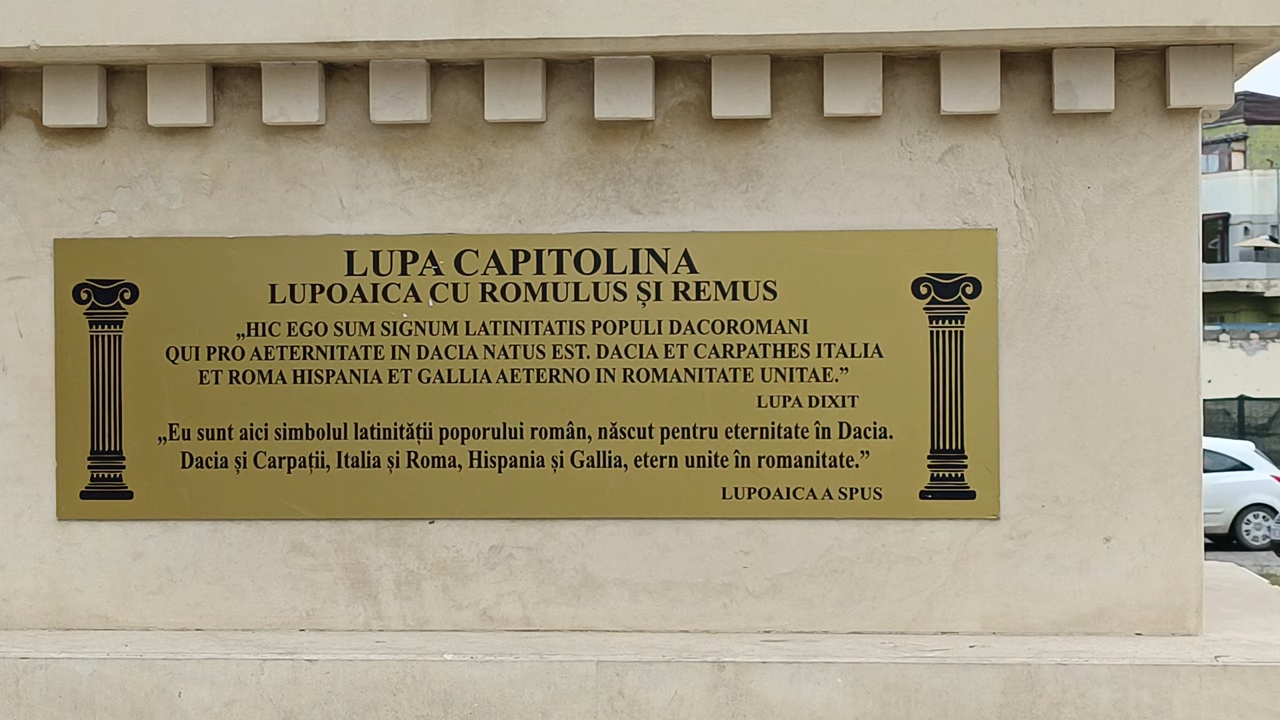 LUPA CAPITOLINA
LUPOAICA CU ROMULUS ȘI REMUS
„HIC EGO SUM SIGNUM LATINITATIS POPULI DACOROMANI
QUI PRO AETERNITATE IN DACIA NATUS EST. DACIA ET CARPATHES ITALIA
ET ROMA HISPANIA ET GALLIA AETERNO IN ROMANITATE UNITAE.”
LUPA DIXIT
„Eu sunt aici simbolul latinității poporului român, născut pentru eternitate în Dacia.
Dacia și Carpații, Italia și Roma, Hispania și Gallia, etern unite în romanitate.”
LUPOAICA A SPUS